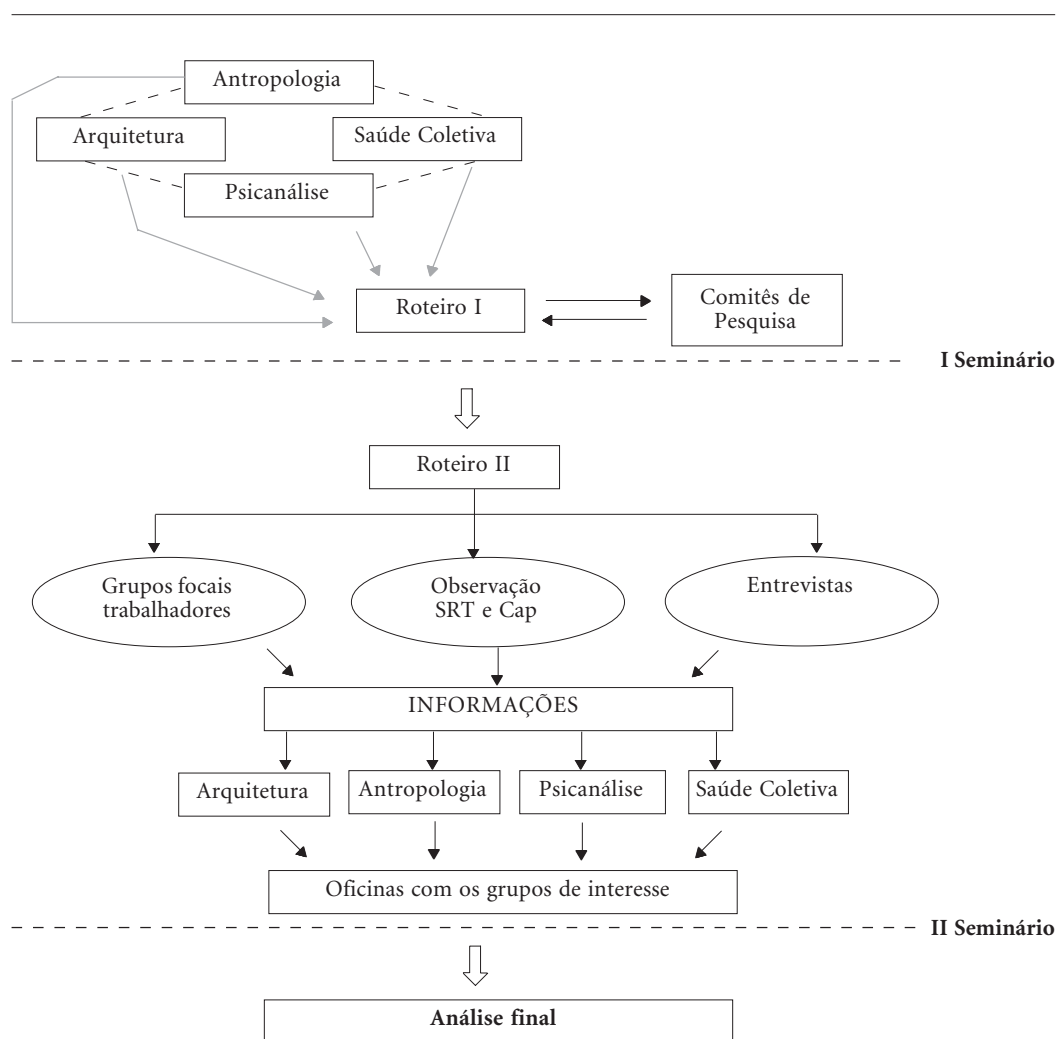 Antropologia
Arquitetura
Saúde Coletiva
Psicanálise
Roteiro I
Comitês de
Pesquisa
I Seminário
Roteiro II
Grupos focais
trabalhadores
Observação
SRT e Cap
Entrevistas
INFORMAÇÕES
Arquitetura
Antropologia
Psicanálise
Saúde Coletiva
Oficinas com os grupos de interesse
II Seminário
Análise final